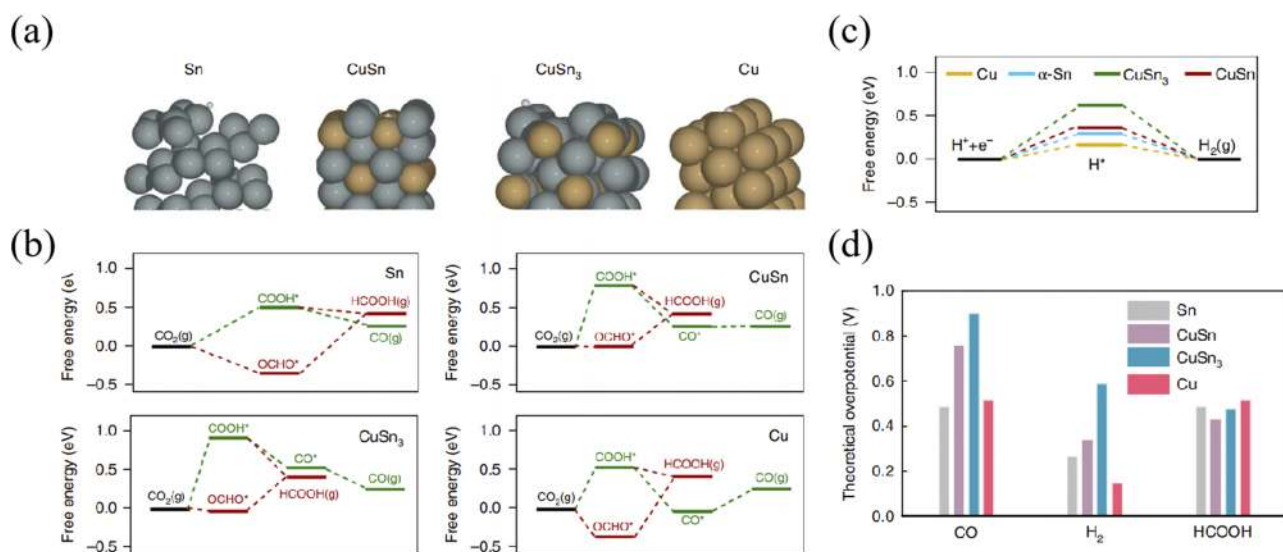 (a)
Sn
CuSn
CuSn3
Cu
(b)
Free energy (e\
1.0
0.5
0.0
−0.5
Sn
CO2(g)
COOH*
OCHO*
HCOOH(g)
CO(g)
Free energy (eV)
1.0
0.5
0.0
−0.5
CuSn
CO2(g)
COOH*
OCHO*
HCOOH(g)
CO*
CO(g)
Free energy (eV)
1.0
0.5
0.0
−0.5
CuSn3
CO2(g)
COOH*
OCHO*
CO*
HCOOH(g)
CO(g)
Free energy (eV)
1.0
0.5
0.0
−0.5
Cu
CO2(g)
COOH*
OCHO*
HCOOH(g)
CO*
CO(g)
(c)
Free energy (eV)
1.0
0.5
0.0
−0.5
Cu α-Sn CuSn3 CuSn
H+ +e−
H*
H2(g)
(d)
Theorotical overpotential (V)
1.0
0.8
0.6
0.4
0.2
0.0
Sn
CuSn
CuSn3
Cu
CO H2 HCOOH